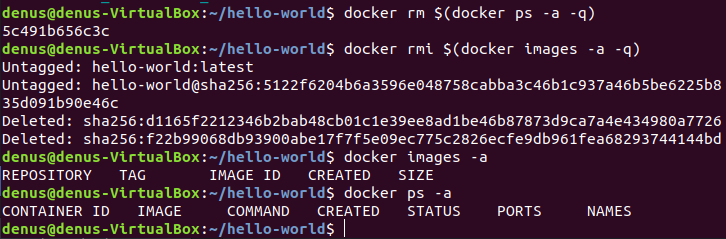 denus@denus-VirtualBox:~/hello-world$ docker rm $(docker ps -a -q)
5c491b656c3c
denus@denus-VirtualBox:~/hello-world$ docker rmi $(docker images -a -q)
Untagged: hello-world:latest
Untagged: hello-world@sha256:5122f6204b6a3596e048758cabba3c46b1c937a46b5be6225b8
35d091b90e46c
Deleted: sha256:d1165f2212346b2bab48cb01c1e39ee8ad1be46b87873d9ca7a4e434980a7726
Deleted: sha256:f22b99068db93900abe17f7f5e09ec775c2826ecfe9db961fea68293744144bd
denus@denus-VirtualBox:~/hello-world$ docker images -a
REPOSITORY   TAG       IMAGE ID   CREATED   SIZE
denus@denus-VirtualBox:~/hello-world$ docker ps -a
CONTAINER ID   IMAGE     COMMAND   CREATED   STATUS    PORTS     NAMES
denus@denus-VirtualBox:~/hello-world$